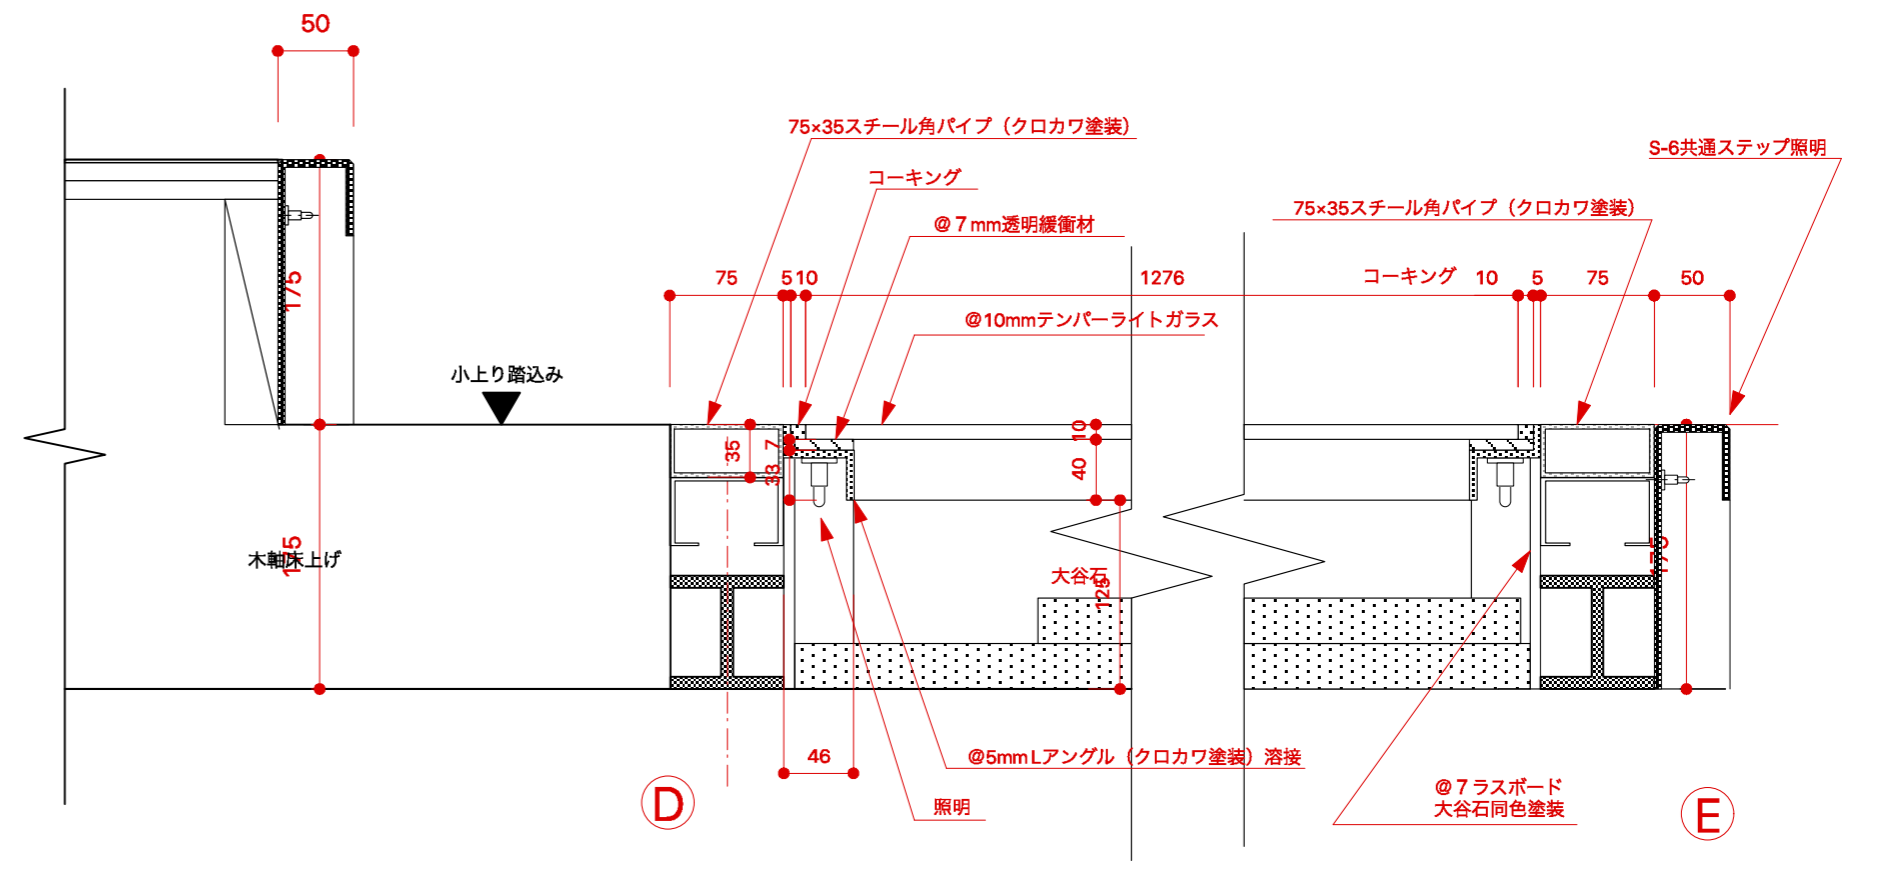 50
75×35スチール角パイプ（クロカワ塗装）
S-6共通ステップ照明
コーキング
75×35スチール角パイプ（クロカワ塗装）
@７mm透明緩衝材
75
5
10
1276
コーキング
10
5
75
50
175
@10mmテンパーライトガラス
小上り踏込み
10
35
7
33
40
木軸床上げ
175
大谷石
125
175
46
@5mm Lアングル（クロカワ塗装）溶接
照明
@７ラスボード
大谷石同色塗装
D
E